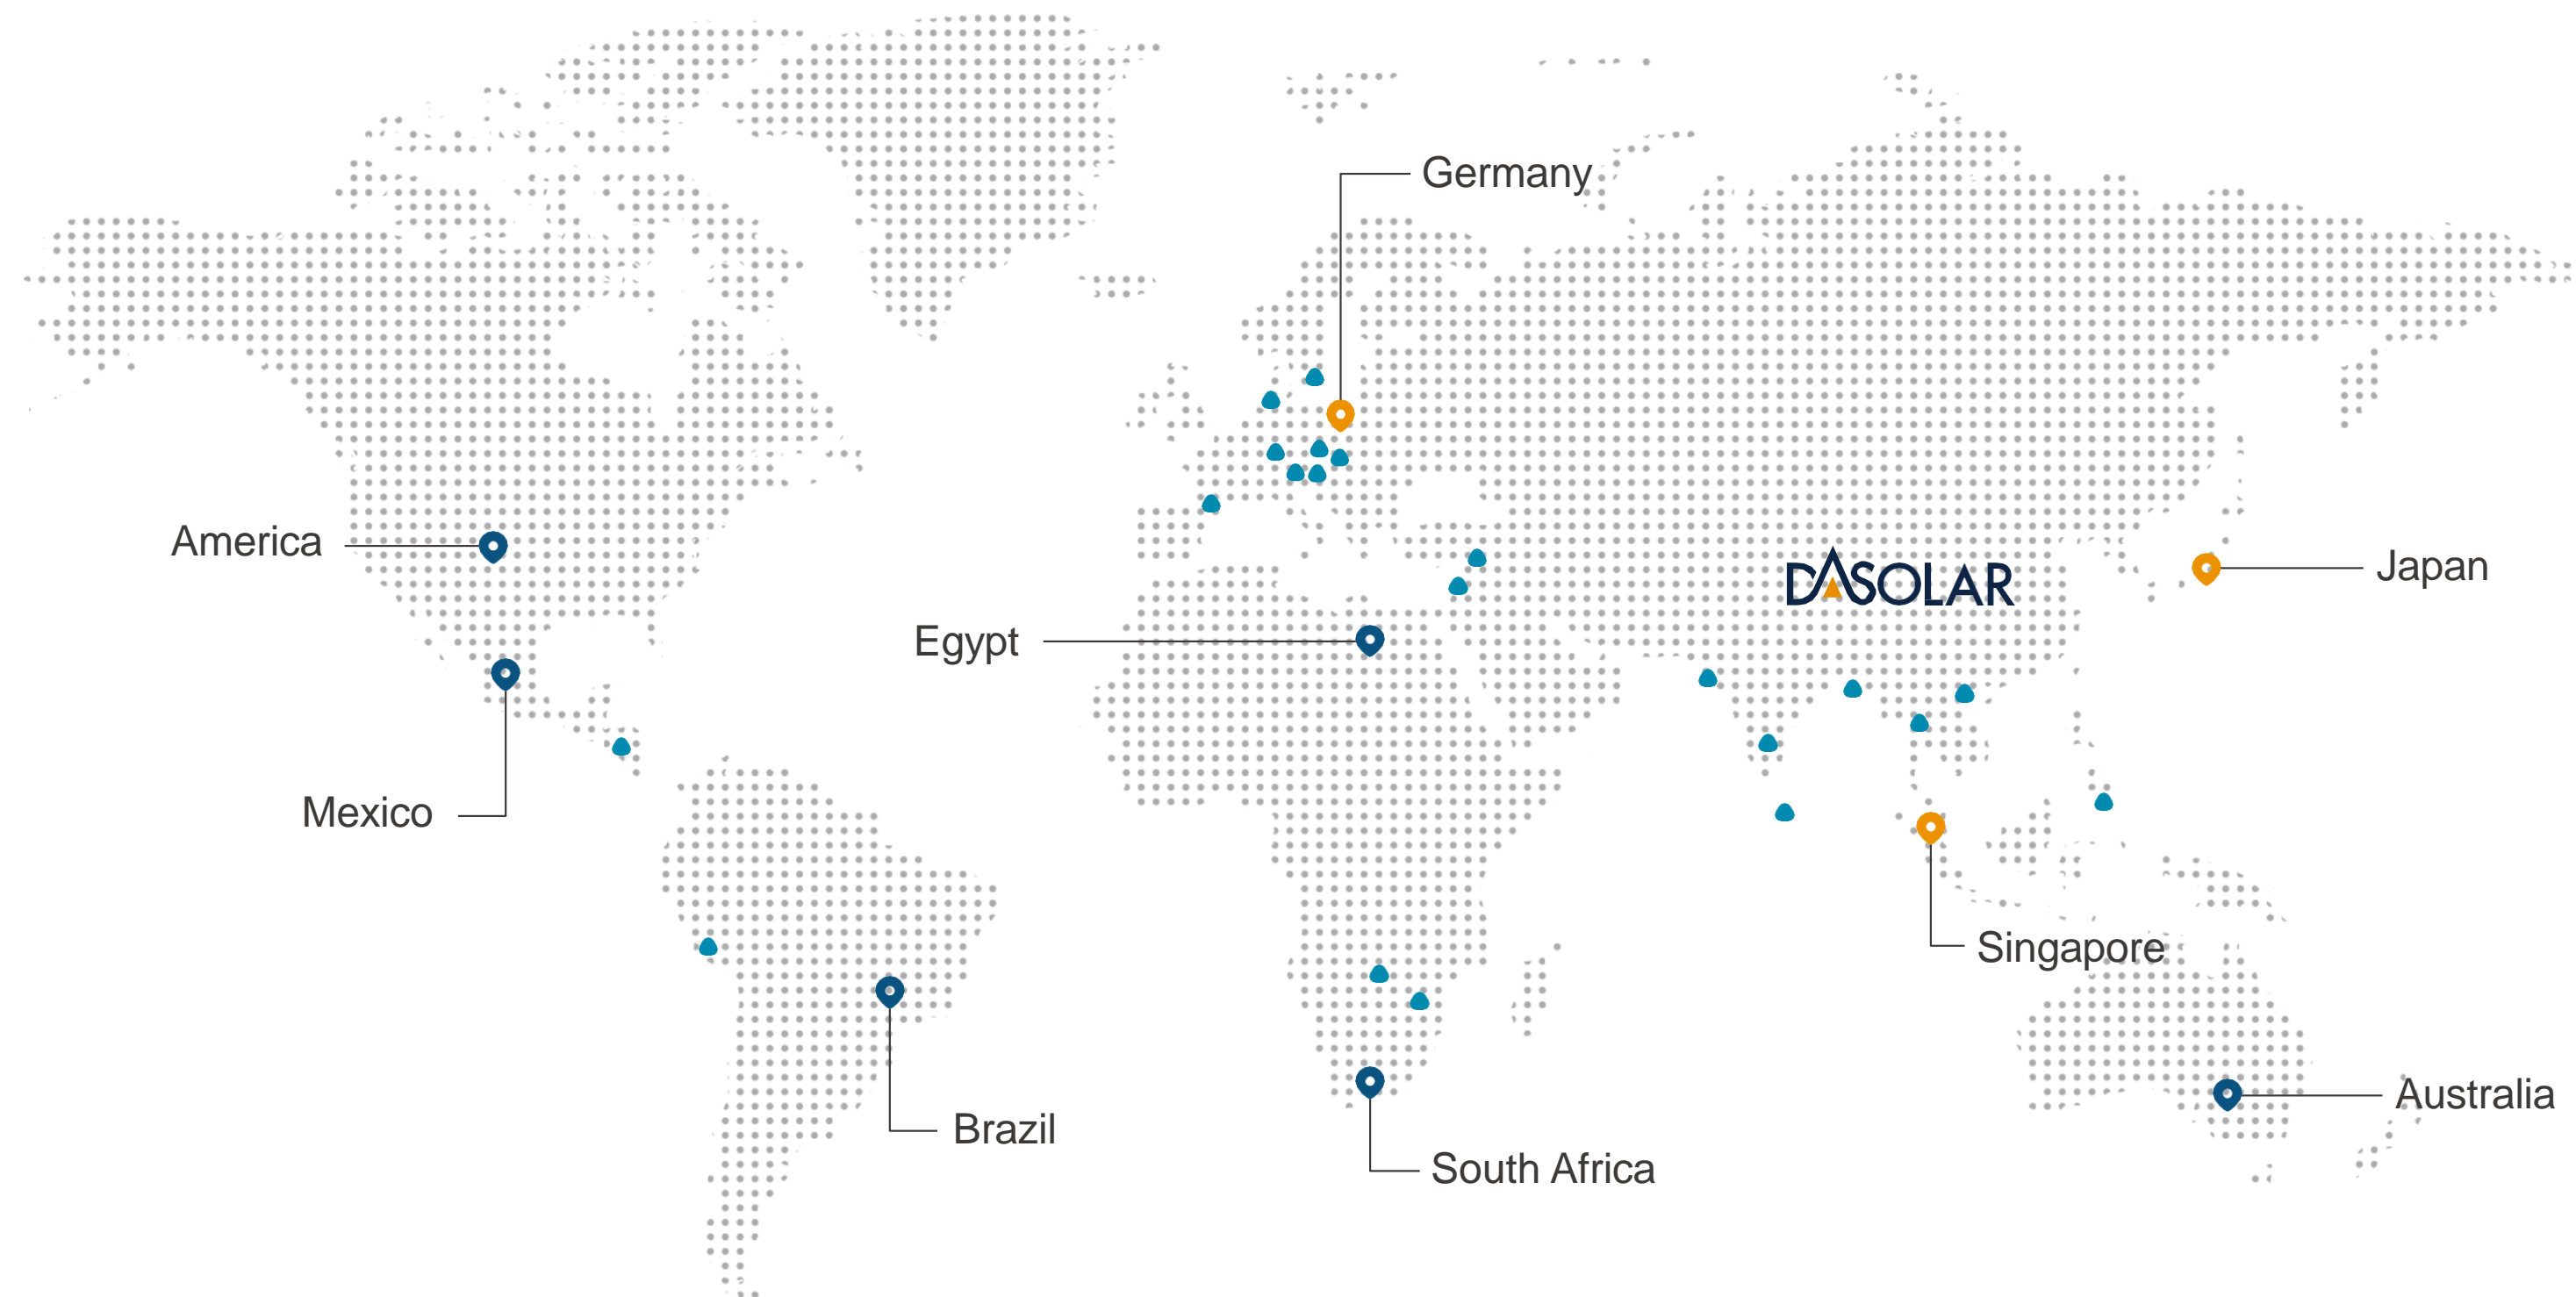 Germany
America
DASOLAR
Japan
Egypt
Mexico
Singapore
Australia
Brazil
South Africa